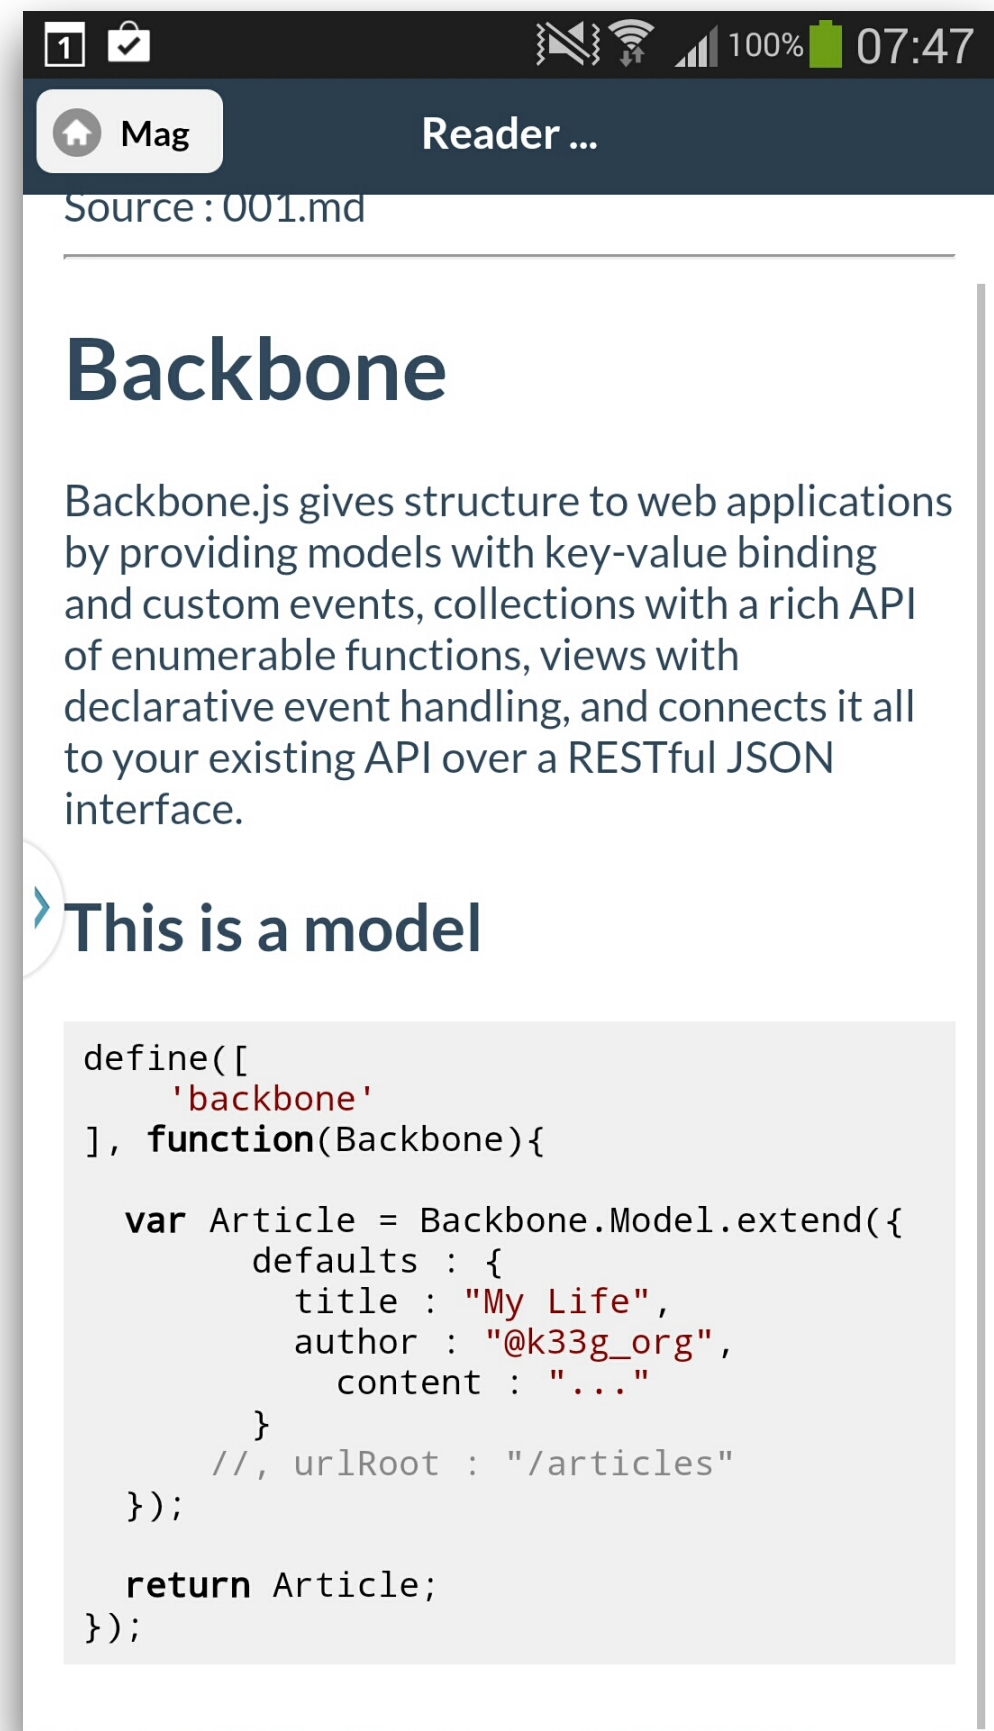 1
100%
07:47
Mag
Reader ...
Source : 001.md
Backbone
Backbone.js gives structure to web applications
by providing models with key-value binding
and custom events, collections with a rich API
of enumerable functions, views with
declarative event handling, and connects it all
to your existing API over a RESTful JSON
interface.
This is a model
define([
    'backbone'
], function(Backbone){
  var Article = Backbone.Model.extend({
        defaults : {
          title : "My Life",
          author : "@k33g_org",
            content : "..."
        }
      //, urlRoot : "/articles"
  });
  return Article;
});